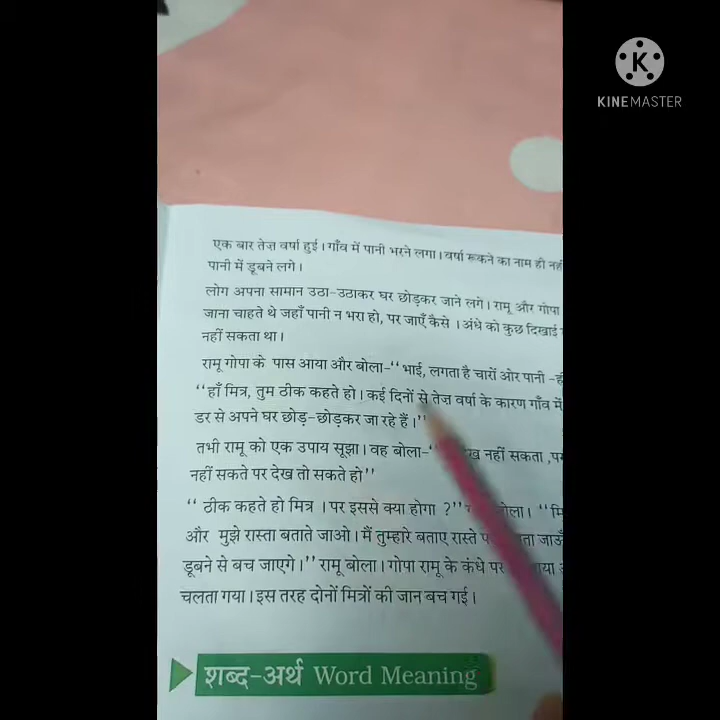 KINEMASTER
एक बार तेज़ वर्षा हुई। गाँव में पानी भरने लगा। वर्षा रूकने का नाम ही नहीं
पानी में डूबने लगे।
लोग अपना सामान उठा-उठाकर घर छोड़कर जाने लगे। रामू और गोपा
जाना चाहते थे जहाँ पानी न भरा हो, पर जाएँ कैसे । अंधे को कुछ दिखाई
नहीं सकता था।
रामू गोपा के पास आया और बोला-“ भाई, लगता है चारों ओर पानी -ही
“हाँ मित्र, तुम ठीक कहते हो। कई दिनों से तेज वर्षा के कारण गाँव में
डर से अपने घर छोड़-छोड़कर जा रहे हैं।”
तभी रामू को एक उपाय सूझा। वह बोला-“ नहीं सकता ,पर
नहीं सकते पर देख तो सकते हो”
“ ठीक कहते हो मित्र । पर इससे क्या होगा ?” बोला। “
और मुझे रास्ता बताते जाओ। मैं तुम्हारे बताए रास्ते
डूबने से बच जाएगे।” रामू बोला। गोपा रामू के कंधे पर
चलता गया। इस तरह दोनों मित्रों की जान बच गई।
शब्द-अर्थ Word Meaning